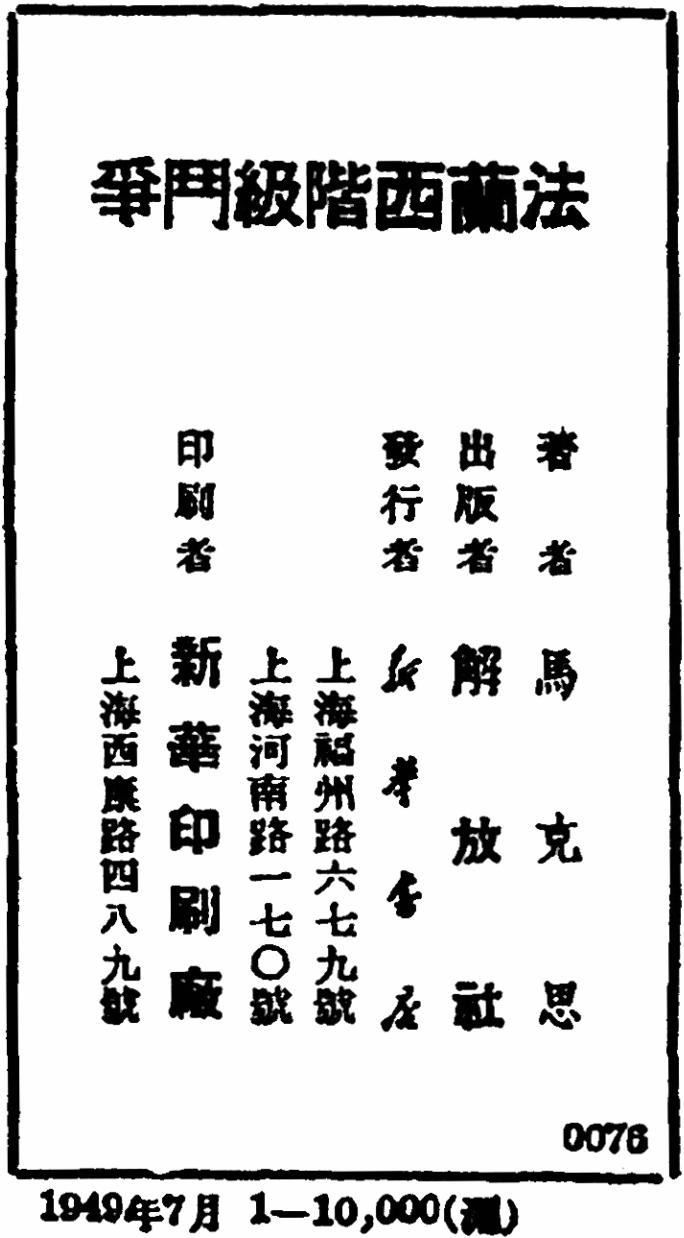 法蘭西階級鬥爭
著者 馬克思
出版者 解放社
發行者 新華書店
上海福州路六七九號
上海河南路一七〇號
印刷者 新華印刷廠
上海西康路四八九號
0076
1949年7月 1—10,000(滬)